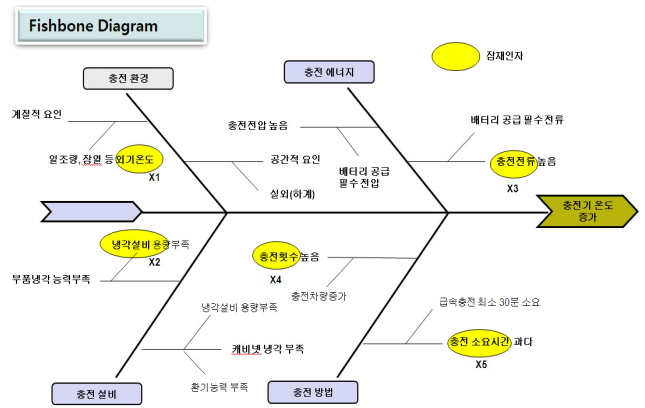 Fishbone Diagram
잠재인자
충전 환경
충전 에너지
계절적 요인
일조량, 잠열 등 외기온도
X1
공간적 요인
실외(하계)
충전전압 높음
배터리 공급
필수전압
배터리 공급 필수전류
충전전류 높음
X3
충전기 온도
증가
냉각설비 용량부족
X2
부품냉각 능력부족
냉각설비 용량부족
캐비넷 냉각 부족
환기능력 부족
충전 설비
충전횟수 높음
X4
충전차량증가
급속충전 최소 30분 소요
충전 소요시간 과다
X5
충전 방법